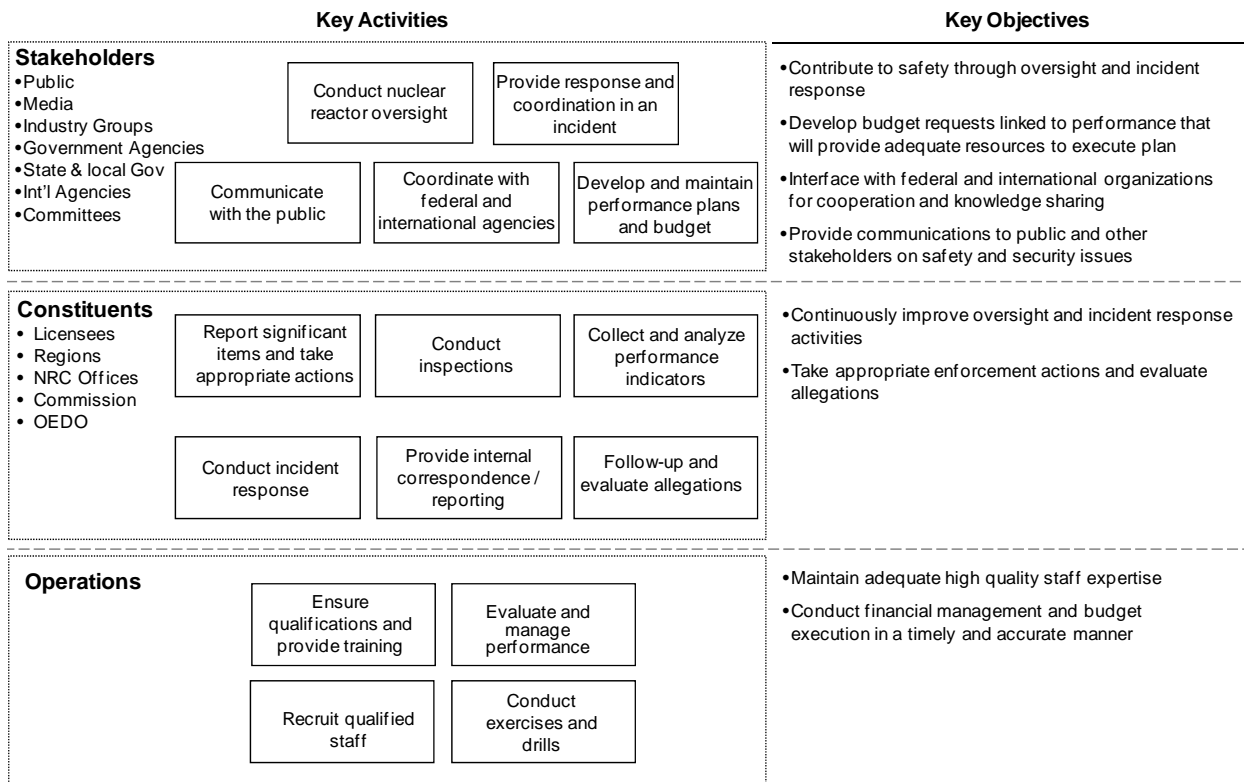 Key Activities
Key Objectives
Stakeholders
•Public
•Media
•Industry Groups
•Government Agencies
•State & local Gov
•Int'l Agencies
•Committees
Conduct nuclear
reactor oversight
Provide response and
coordination in an
incident
Communicate
with the public
Coordinate with
federal and
international agencies
Develop and maintain
performance plans
and budget
•Contribute to safety through oversight and incident
response
•Develop budget requests linked to performance that
will provide adequate resources to execute plan
•Interface with federal and international organizations
for cooperation and knowledge sharing
•Provide communications to public and other
stakeholders on safety and security issues
Constituents
• Licensees
• Regions
• NRC Offices
• Commission
• OEDO
Report significant
items and take
appropriate actions
Conduct
inspections
Collect and analyze
performance
indicators
Conduct incident
response
Provide internal
correspondence /
reporting
Follow-up and
evaluate allegations
•Continuously improve oversight and incident response
activities
•Take appropriate enforcement actions and evaluate
allegations
Operations
Ensure
qualifications and
provide training
Evaluate and
manage
performance
Recruit qualified
staff
Conduct
exercises and
drills
•Maintain adequate high quality staff expertise
•Conduct financial management and budget
execution in a timely and accurate manner